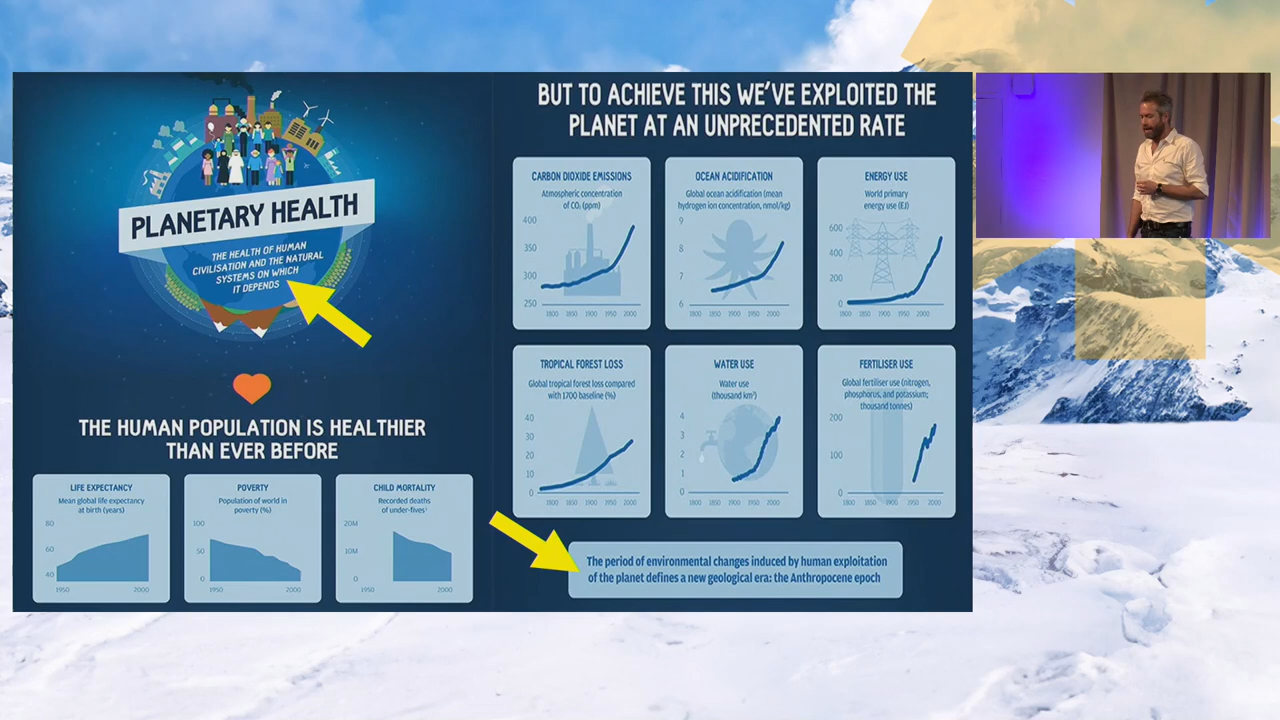 PLANETARY HEALTH
THE HEALTH OF HUMAN
CIVILISATION AND THE NATURAL
SYSTEMS ON WHICH
IT DEPENDS
THE HUMAN POPULATION IS HEALTHIER
THAN EVER BEFORE
LIFE EXPECTANCY
Mean global life expectancy
at birth (years)
80
60
40
1950
2000
POVERTY
Population of world in
poverty (%)
100
50
0
1950
2000
CHILD MORTALITY
Recorded deaths
of under-fives¹
20M
10M
0
1950
2000
BUT TO ACHIEVE THIS WE'VE EXPLOITED THE
PLANET AT AN UNPRECEDENTED RATE
CARBON DIOXIDE EMISSIONS
Atmospheric concentration
of CO₂ (ppm)
400
350
300
250
1800 1850 1900 1950 2000
OCEAN ACIDIFICATION
Global ocean acidification (mean
hydrogen ion concentration, nmol/kg)
9
8
7
6
1800 1850 1900 1950 2000
ENERGY USE
World primary
energy use (EJ)
600
400
200
0
1800 1850 1900 1950 2000
TROPICAL FOREST LOSS
Global tropical forest loss compared
with 1700 baseline (%)
40
30
20
10
0
1800 1850 1900 1950 2000
WATER USE
Water use
(thousand km³)
4
3
2
1
0
1800 1850 1900 1950 2000
FERTILISER USE
Global fertiliser use (nitrogen,
phosphorus, and potassium;
thousand tonnes)
200
100
0
1800 1850 1900 1950 2000
The period of environmental changes induced by human exploitation
of the planet defines a new geological era: the Anthropocene epoch